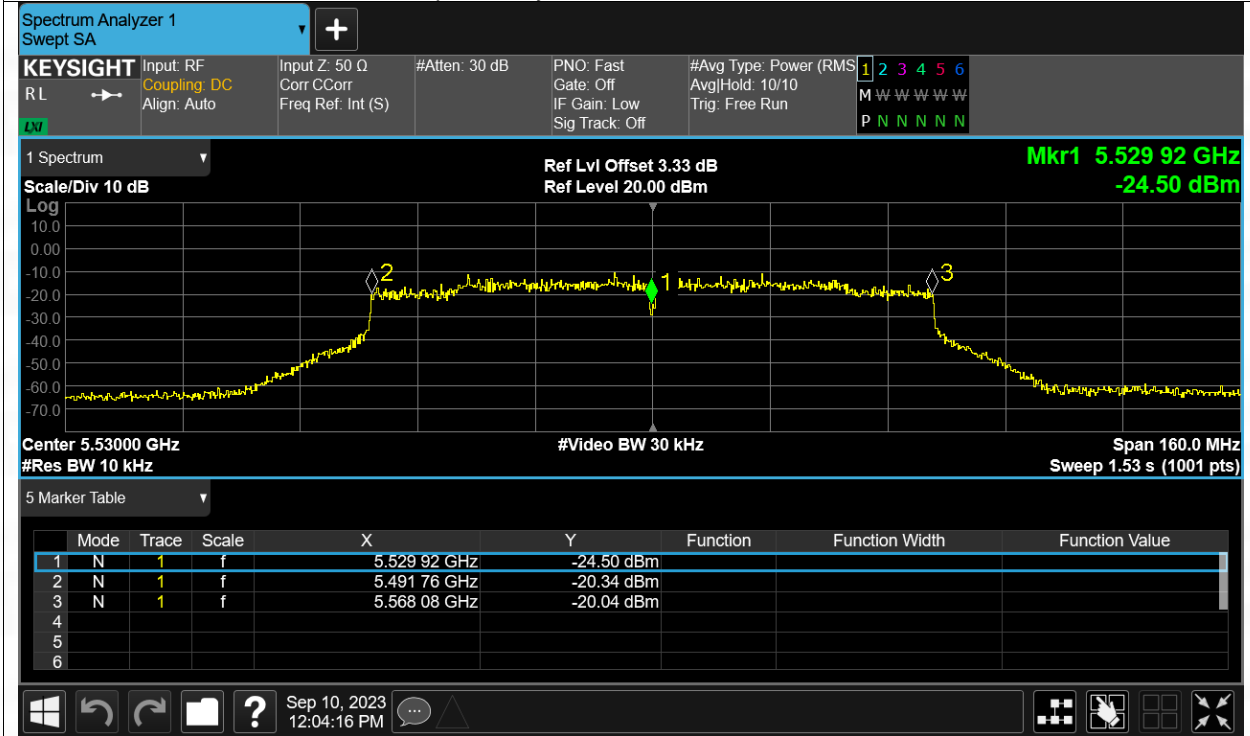 Spectrum Analyzer 1
Swept SA
+
KEYSIGHT
R L
LXI
Input: RF
Coupling: DC
Align: Auto
Input Z: 50 Ω
Corr CCorr
Freq Ref: Int (S)
#Atten: 30 dB
PNO: Fast
Gate: Off
IF Gain: Low
Sig Track: Off
#Avg Type: Power (RMS
Avg|Hold: 10/10
Trig: Free Run
1 2 3 4 5 6
M W W W W W
P N N N N N
1 Spectrum
Scale/Div 10 dB
Ref Lvl Offset 3.33 dB
Ref Level 20.00 dBm
Mkr1 5.529 92 GHz
-24.50 dBm
Log
10.0
0.00
-10.0
-20.0
-30.0
-40.0
-50.0
-60.0
-70.0
2
1
3
Center 5.53000 GHz
#Video BW 30 kHz
Span 160.0 MHz
#Res BW 10 kHz
Sweep 1.53 s (1001 pts)
5 Marker Table
Mode Trace Scale X Y Function Function Width Function Value
1 N 1 f 5.529 92 GHz -24.50 dBm
2 N 1 f 5.491 76 GHz -20.34 dBm
3 N 1 f 5.568 08 GHz -20.04 dBm
4
5
6
?
Sep 10, 2023
12:04:16 PM